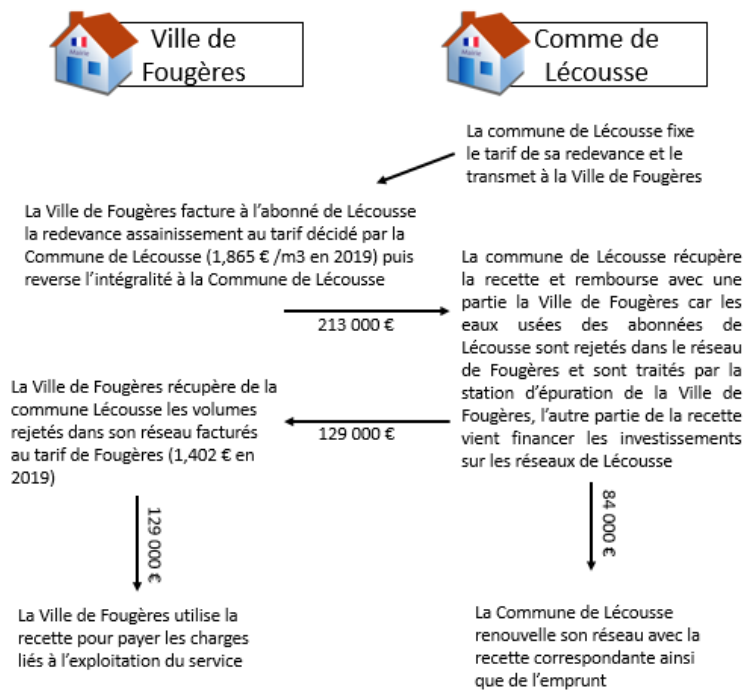 Ville de
Fougères
Mairie
Comme de
Lécousse
Mairie
La commune de Lécousse fixe
le tarif de sa redevance et le
transmet à la Ville de Fougères
La Ville de Fougères facture à l'abonné de Lécousse
la redevance assainissement au tarif décidé par la
Commune de Lécousse (1,865 € /m3 en 2019) puis
reverse l'intégralité à la Commune de Lécousse
213 000 €
La commune de Lécousse récupère
la recette et rembourse avec une
partie la Ville de Fougères car les
eaux usées des abonnées de
Lécousse sont rejetés dans le réseau
de Fougères et sont traités par la
station d'épuration de la Ville de
Fougères, l'autre partie de la recette
vient financer les investissements
sur les réseaux de Lécousse
129 000 €
La Ville de Fougères récupère de la
commune Lécousse les volumes
rejetés dans son réseau facturés
au tarif de Fougères (1,402 € en
2019)
129 000 €
84 000 €
La Ville de Fougères utilise la
recette pour payer les charges
liés à l'exploitation du service
La Commune de Lécousse
renouvelle son réseau avec la
recette correspondante ainsi
que de l'emprunt